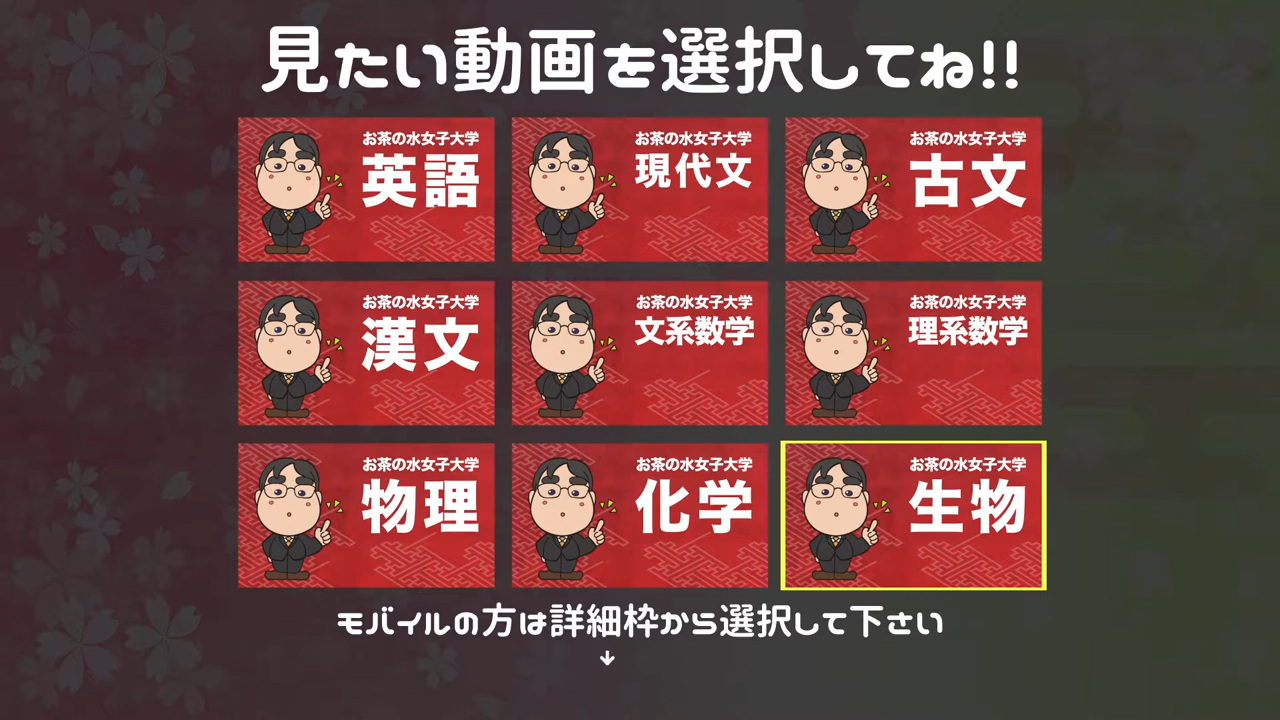 見たい動画を選択してね!!
お茶の水女子大学
英語
お茶の水女子大学
現代文
お茶の水女子大学
古文
お茶の水女子大学
漢文
お茶の水女子大学
文系数学
お茶の水女子大学
理系数学
お茶の水女子大学
物理
お茶の水女子大学
化学
お茶の水女子大学
生物
モバイルの方は詳細枠から選択して下さい
↓